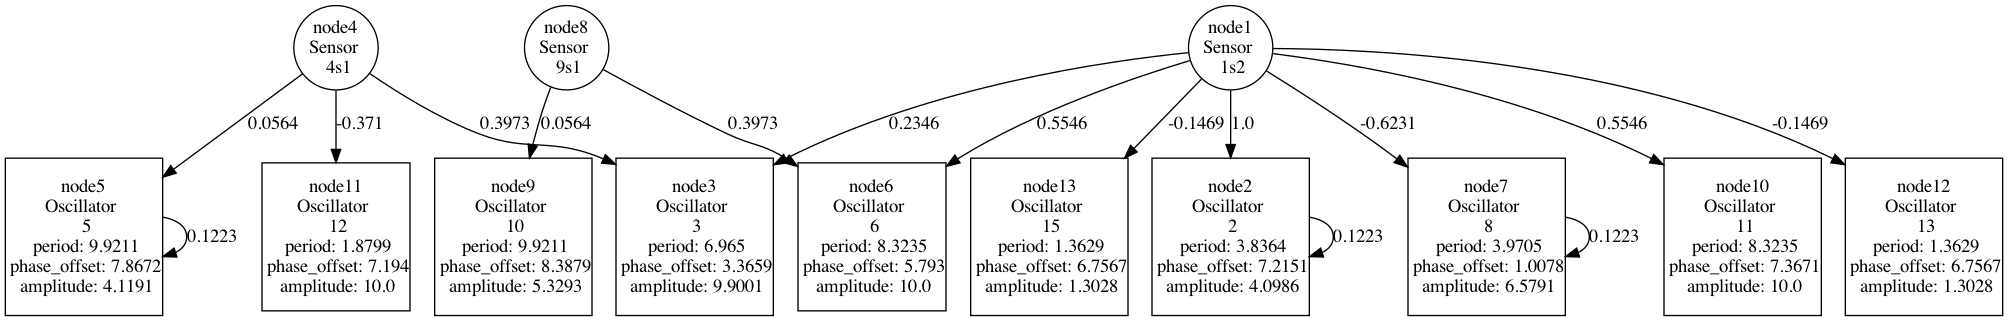 node4
Sensor
4s1
node8
Sensor
9s1
node1
Sensor
1s2
0.0564
-0.371
0.3973
0.0564
0.3973
0.2346
0.5546
-0.1469
1.0
-0.6231
0.5546
-0.1469
node5
Oscillator
5
period: 9.9211
phase_offset: 7.8672
amplitude: 4.1191
0.1223
node11
Oscillator
12
period: 1.8799
phase_offset: 7.194
amplitude: 10.0
node9
Oscillator
10
period: 9.9211
phase_offset: 8.3879
amplitude: 5.3293
node3
Oscillator
3
period: 6.965
phase_offset: 3.3659
amplitude: 9.9001
node6
Oscillator
6
period: 8.3235
phase_offset: 5.793
amplitude: 10.0
node13
Oscillator
15
period: 1.3629
phase_offset: 6.7567
amplitude: 1.3028
node2
Oscillator
2
period: 3.8364
phase_offset: 7.2151
amplitude: 4.0986
0.1223
node7
Oscillator
8
period: 3.9705
phase_offset: 1.0078
amplitude: 6.5791
0.1223
node10
Oscillator
11
period: 8.3235
phase_offset: 7.3671
amplitude: 10.0
node12
Oscillator
13
period: 1.3629
phase_offset: 6.7567
amplitude: 1.3028